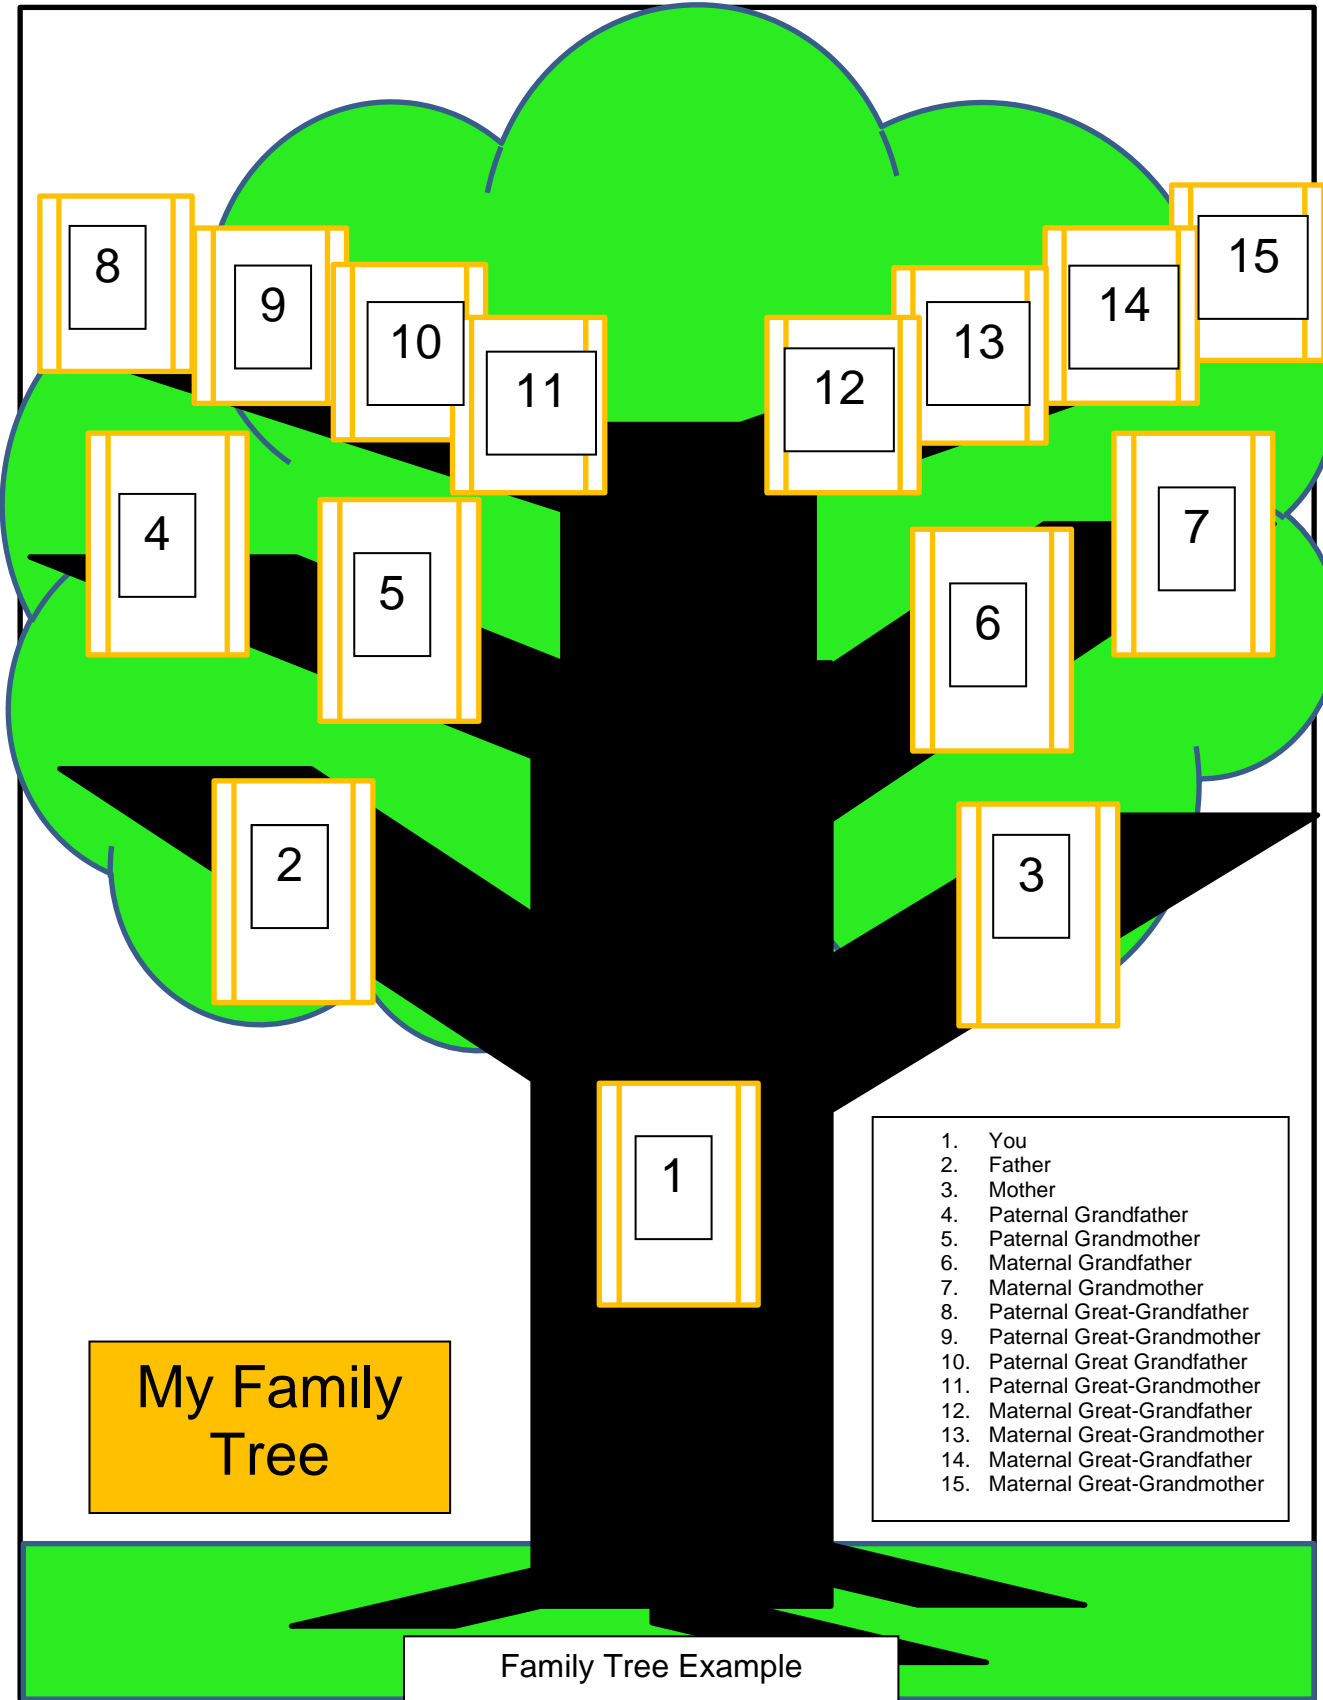 15
8
14
9
13
10
12
11
7
4
5
6
2
3
1
1. You
2. Father
3. Mother
4. Paternal Grandfather
5. Paternal Grandmother
6. Maternal Grandfather
7. Maternal Grandmother
8. Paternal Great-Grandfather
9. Paternal Great-Grandmother
10. Paternal Great Grandfather
11. Paternal Great-Grandmother
12. Maternal Great-Grandfather
13. Maternal Great-Grandmother
14. Maternal Great-Grandfather
15. Maternal Great-Grandmother
My Family
Tree
Family Tree Example